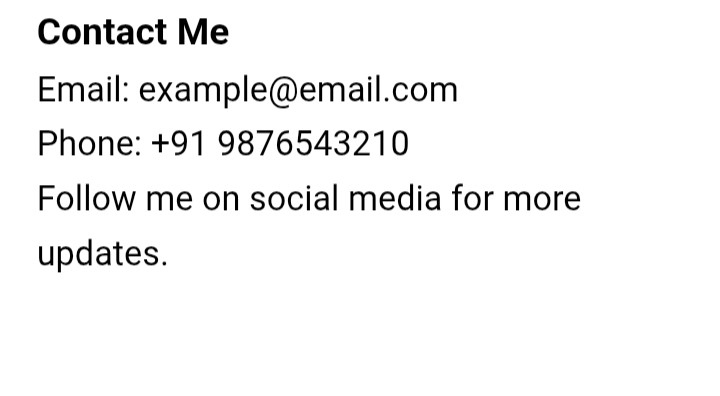 Contact Me
Email: example@email.com
Phone: +91 9876543210
Follow me on social media for more
updates.